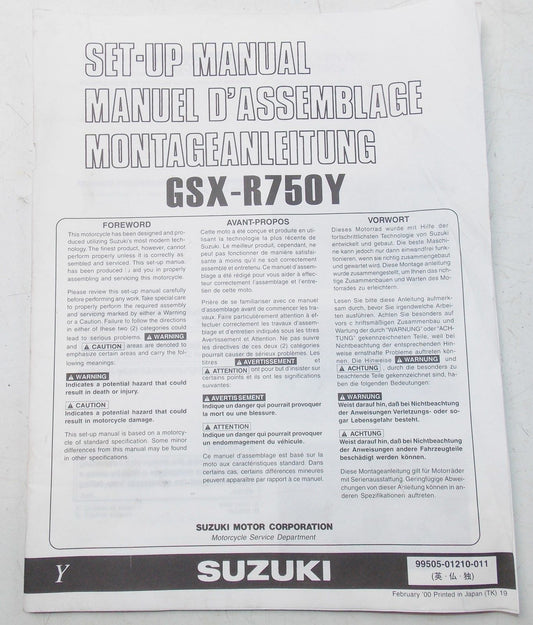 SET-UP MANUAL
MANUEL D'ASSEMBLAGE
MONTAGEANLEITUNG
GSX-R750Y
FOREWORD
This motorcycle has been designed and pro-
duced utilizing Suzuki's most modern tech-
nology. The finest product, however, cannot
perform properly unless it is correctly as-
sembled and serviced. This set-up manua
has been produced to aid you in properly
assembling and servicing this motorcycle.
Please review this set-up manual carefully
before performing any work. Take special care
to properly perform the required assembly
and servicing marked by either a Warning
or a Caution. Failure to follow the directions
in either of these two (2) categories could
lead to serious problems. ⚠ WARNING
and ⚠ CAUTION areas are denoted to
emphasize certain areas and carry the fol-
lowing meanings:
⚠ WARNING
Indicates a potential hazard that could
result in death or injury.
⚠ CAUTION
Indicates a potential hazard that could
result in motorcycle damage.
This set-up manual is based on a motorcy-
cle of standard specification. Some minor
differences from this manual may be found
in other specifications.
AVANT-PROPOS
Cette moto a été conçue et produite en uti-
lisant la technologie la plus récente de
Suzuki. Le meilleur produit, cependant, ne
peut pas fonctionner de manière satisfai-
sante à moins qu'il ne soit correctement
assemblé et entretenu. Ce manuel d'assem-
blage a été rédigé pour vous aider à effec-
tuer correctement l'assemblage et l'entre-
tien de cette moto.
Prière de se familiariser avec ce manuel
d'assemblage avant de commencer les tra-
vaux. Faire particulièrement attention à ef-
fectuer correctement les travaux d'assem-
blage et d'entretien indiqués sous les titres
Avertissement et Attention. Ne pas suivre
les directives de ces deux (2) catégories
pourrait causer de sérieux problèmes. Les
titres ⚠ AVERTISSEMENT et
⚠ ATTENTION ont pour but d'insister sur
certains points et ils ont les significations
suivantes:
⚠ AVERTISSEMENT
Indique un danger qui pourrait provoquer
la mort ou une blessure.
⚠ ATTENTION
Indique un danger qui pourrait provoquer
un endommagement du véhicule.
Ce manuel d'assemblage est basé sur la
moto aux caractéristiques standard. Dans
certains cas, certaines différences mineures
peuvent apparaître par rapport à ce manuel.
VORWORT
Dieses Motorrad wurde mit Hilfe der
fortschrittlichsten Technologie von Suzuki
entwickelt und gebaut. Die beste Maschi-
ne kann jedoch nur dann einwandfrei funk-
tionieren, wenn sie richtig zusammengebaut
und gewartet wird. Diese Montage anleitung
wurde zusammengestellt, um Ihnen das rich-
tige Zusammenbauen und Warten des Mo-
torrades zu erleichtern.
Lesen Sie bitte diese Anleitung aufmerk-
sam durch, bevor Sie irgendwelche Arbei-
ten ausführen. Achten Sie besonders auf
vors c hriftsmäßigen Zusammenbau und
Wartung der durch "WARNUNG" oder "ACH-
TUNG" gekennzeichneten Teile, weil bei
Nichtbeachtung der entsprechenden Hin-
weise ernsthafte Probleme auftreten kön-
nen. Die Hinweise ⚠ WARNUNG und
⚠ ACHTUNG, durch die besonders zu
beachtende Teile gekennzeichnet sind, ha-
ben die folgenden Bedeutungen:
⚠ WARNUNG
Weist darauf hin, daß bei Nichtbeachtung
der Anweisungen Verletzungs- oder so-
gar Lebensgefahr besteht.
⚠ ACHTUNG
Weist darauf hin, daß bei Nichtbeachtung
der Anweisungen andere Fahrzeugteile
beschädigt werden können.
Diese Montageanleitung gilt für Motorräder
mit Serienausstattung. Geringfügige Abwei-
chungen von dieser Anleitung können in an-
deren Spezifikationen auftreten.
SUZUKI MOTOR CORPORATION
Motorcycle Service Department
Y
SUZUKI
99505-01210-011
(英・仏・独)
February '00 Printed in Japan (TK) 19